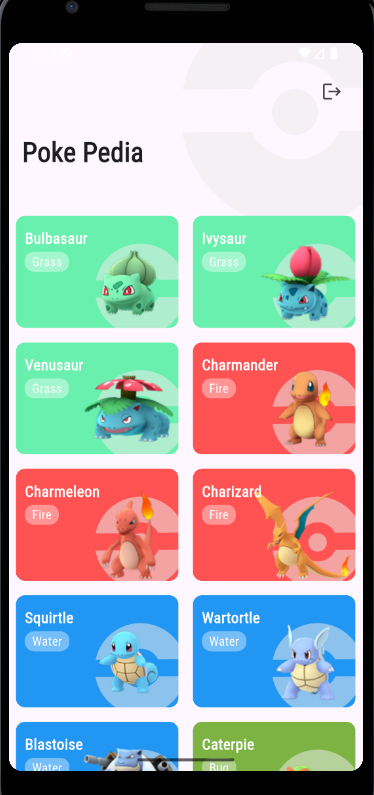 Poke Pedia
Bulbasaur
Grass
Ivysaur
Grass
Venusaur
Grass
Charmander
Fire
Charmeleon
Fire
Charizard
Fire
Squirtle
Water
Wartortle
Water
Blastoise
Water
Caterpie
Bug